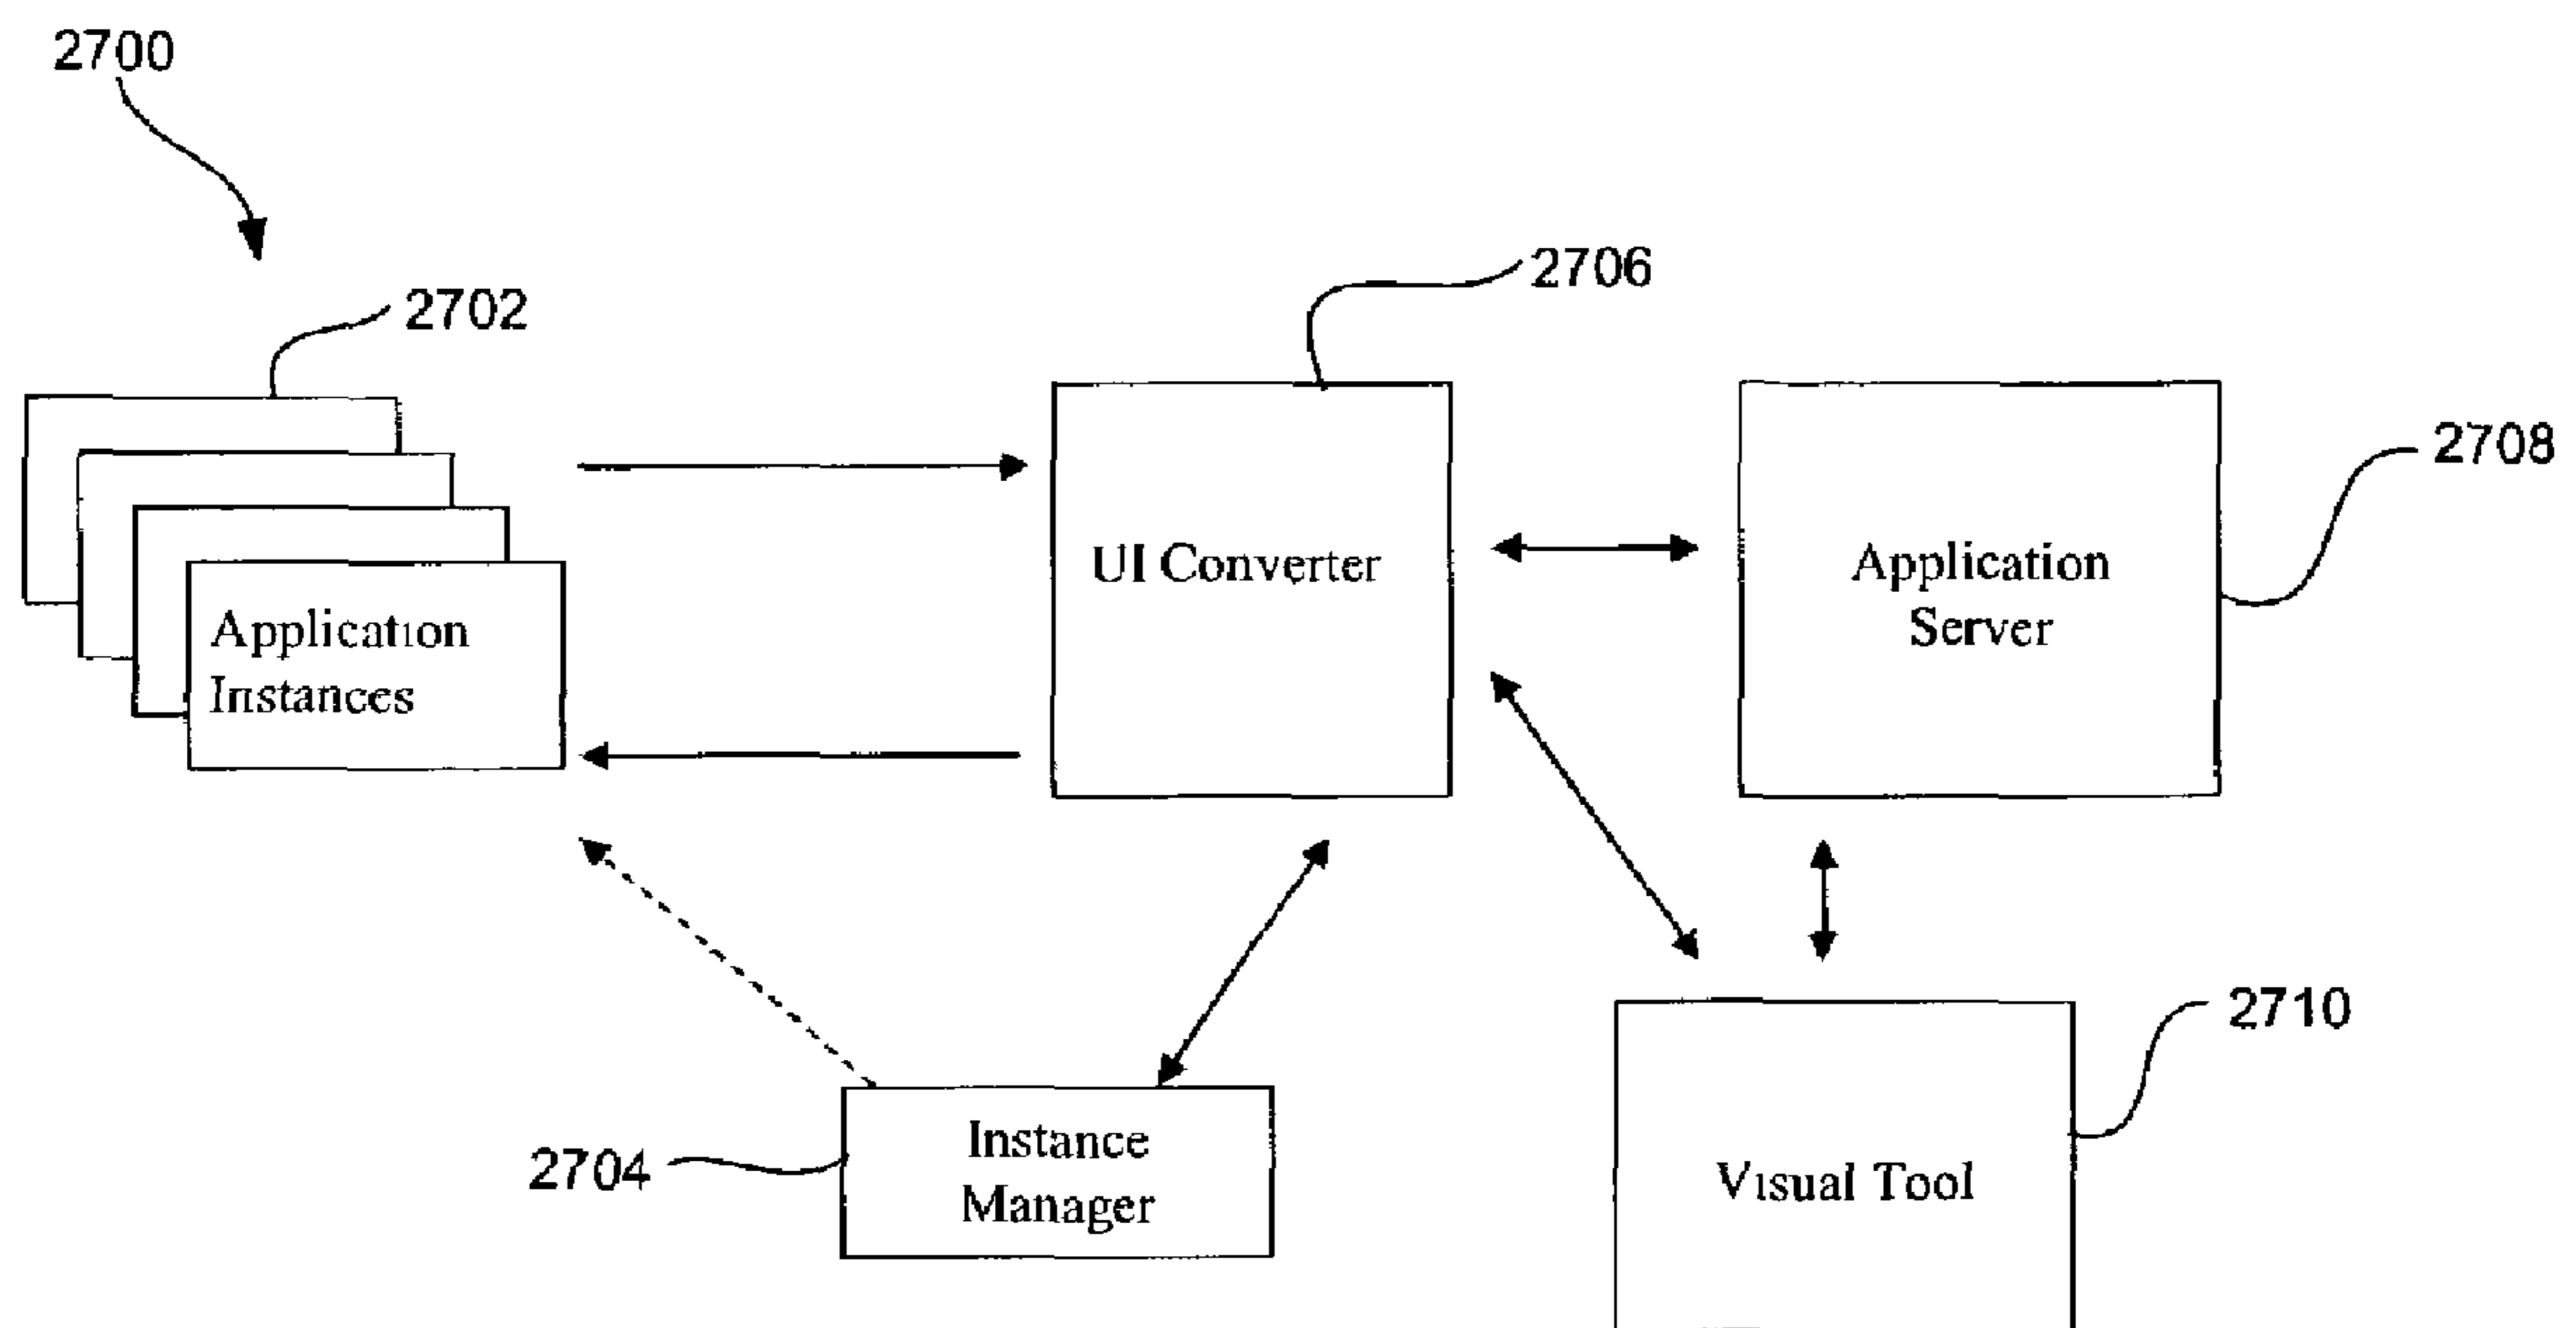 2700
2702
2706
2708
UI Converter
Application
Server
Application
Instances
2710
2704
Instance
Manager
Visual Tool